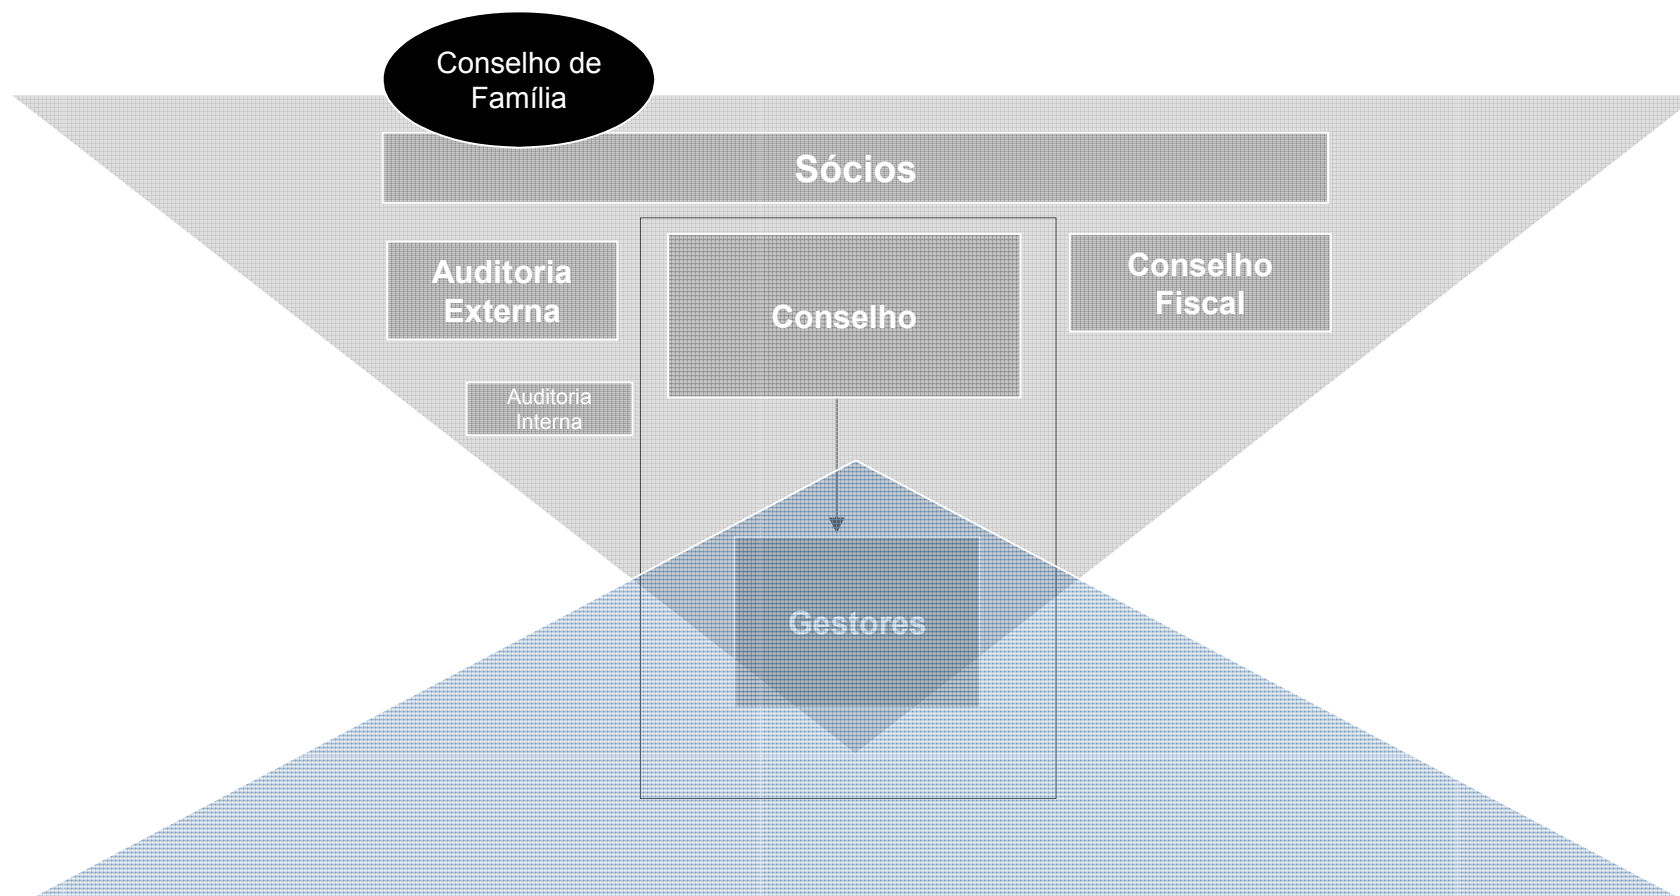 Conselho de
Família
Sócios
Auditoria
Externa
Conselho
Conselho
Fiscal
Auditoria
Interna
Gestores